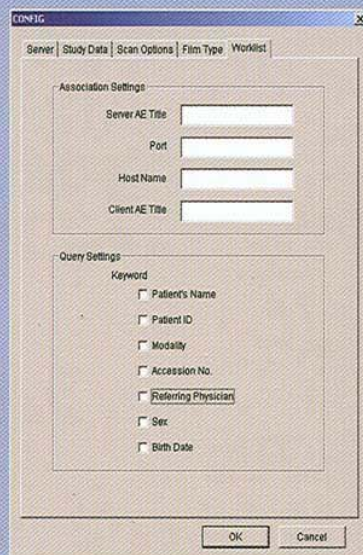 CONFIG
Server Study Data Scan Options Film Type Worklist
Association Settings
Server AE Title
Port
Host Name
Client AE Title
Query Settings
Keyword
Patient's Name
Patient ID
Modality
Accession No.
Referring Physician
Sex
Birth Date
OK Cancel